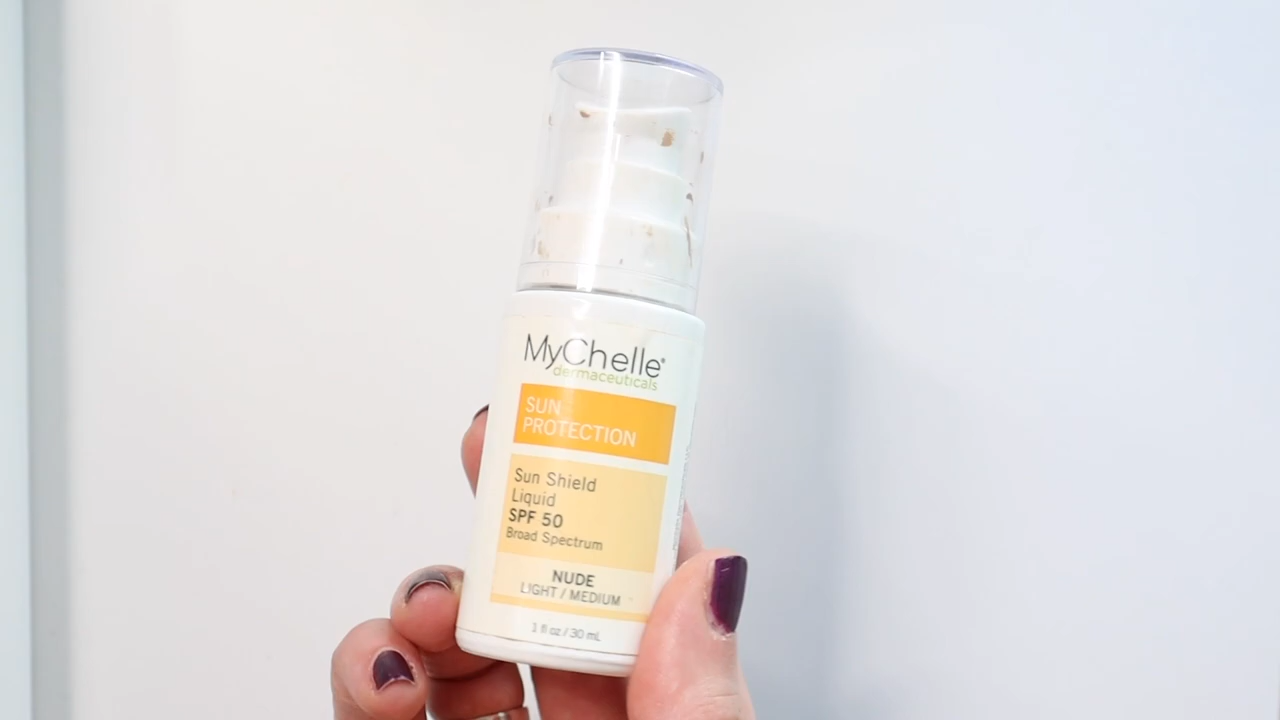 MyChelle®
dermaceuticals
SUN
PROTECTION
Sun Shield
Liquid
SPF 50
Broad Spectrum
NUDE
LIGHT / MEDIUM
1 fl oz / 30 mL